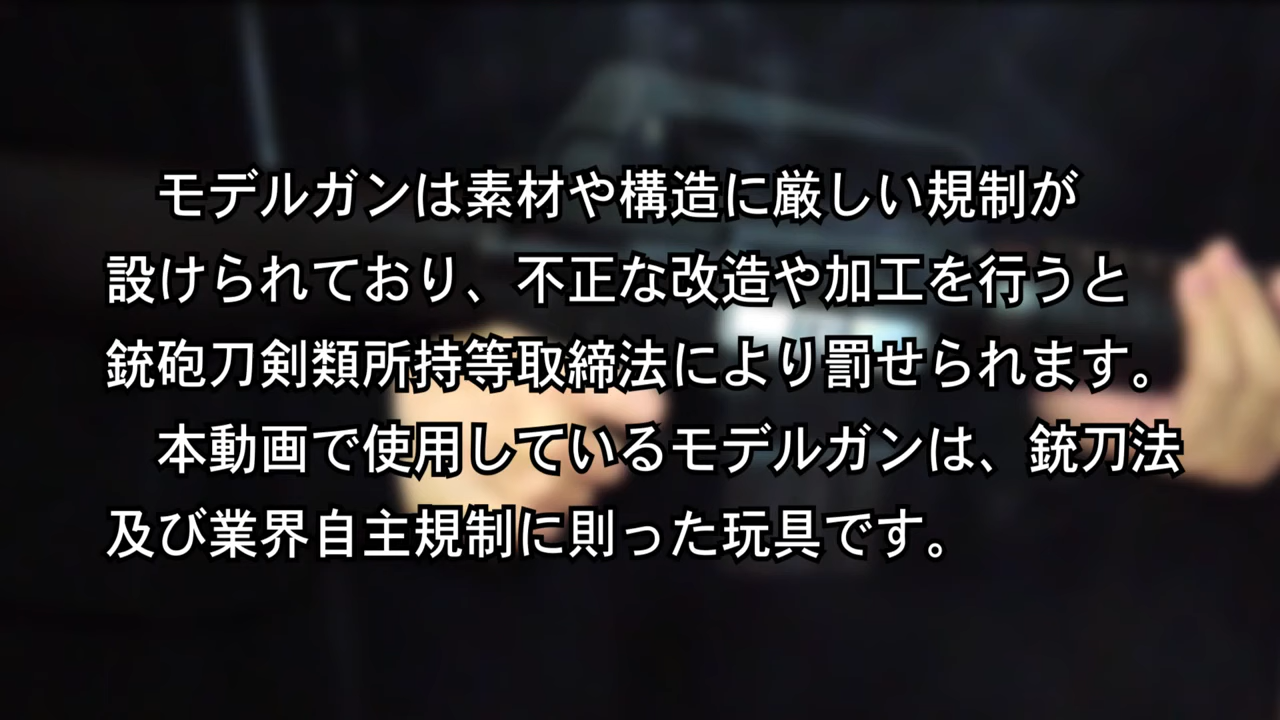 モデルガンは素材や構造に厳しい規制が
設けられており、不正な改造や加工を行うと
銃砲刀剣類所持等取締法により罰せられます。
本動画で使用しているモデルガンは、銃刀法
及び業界自主規制に則った玩具です。